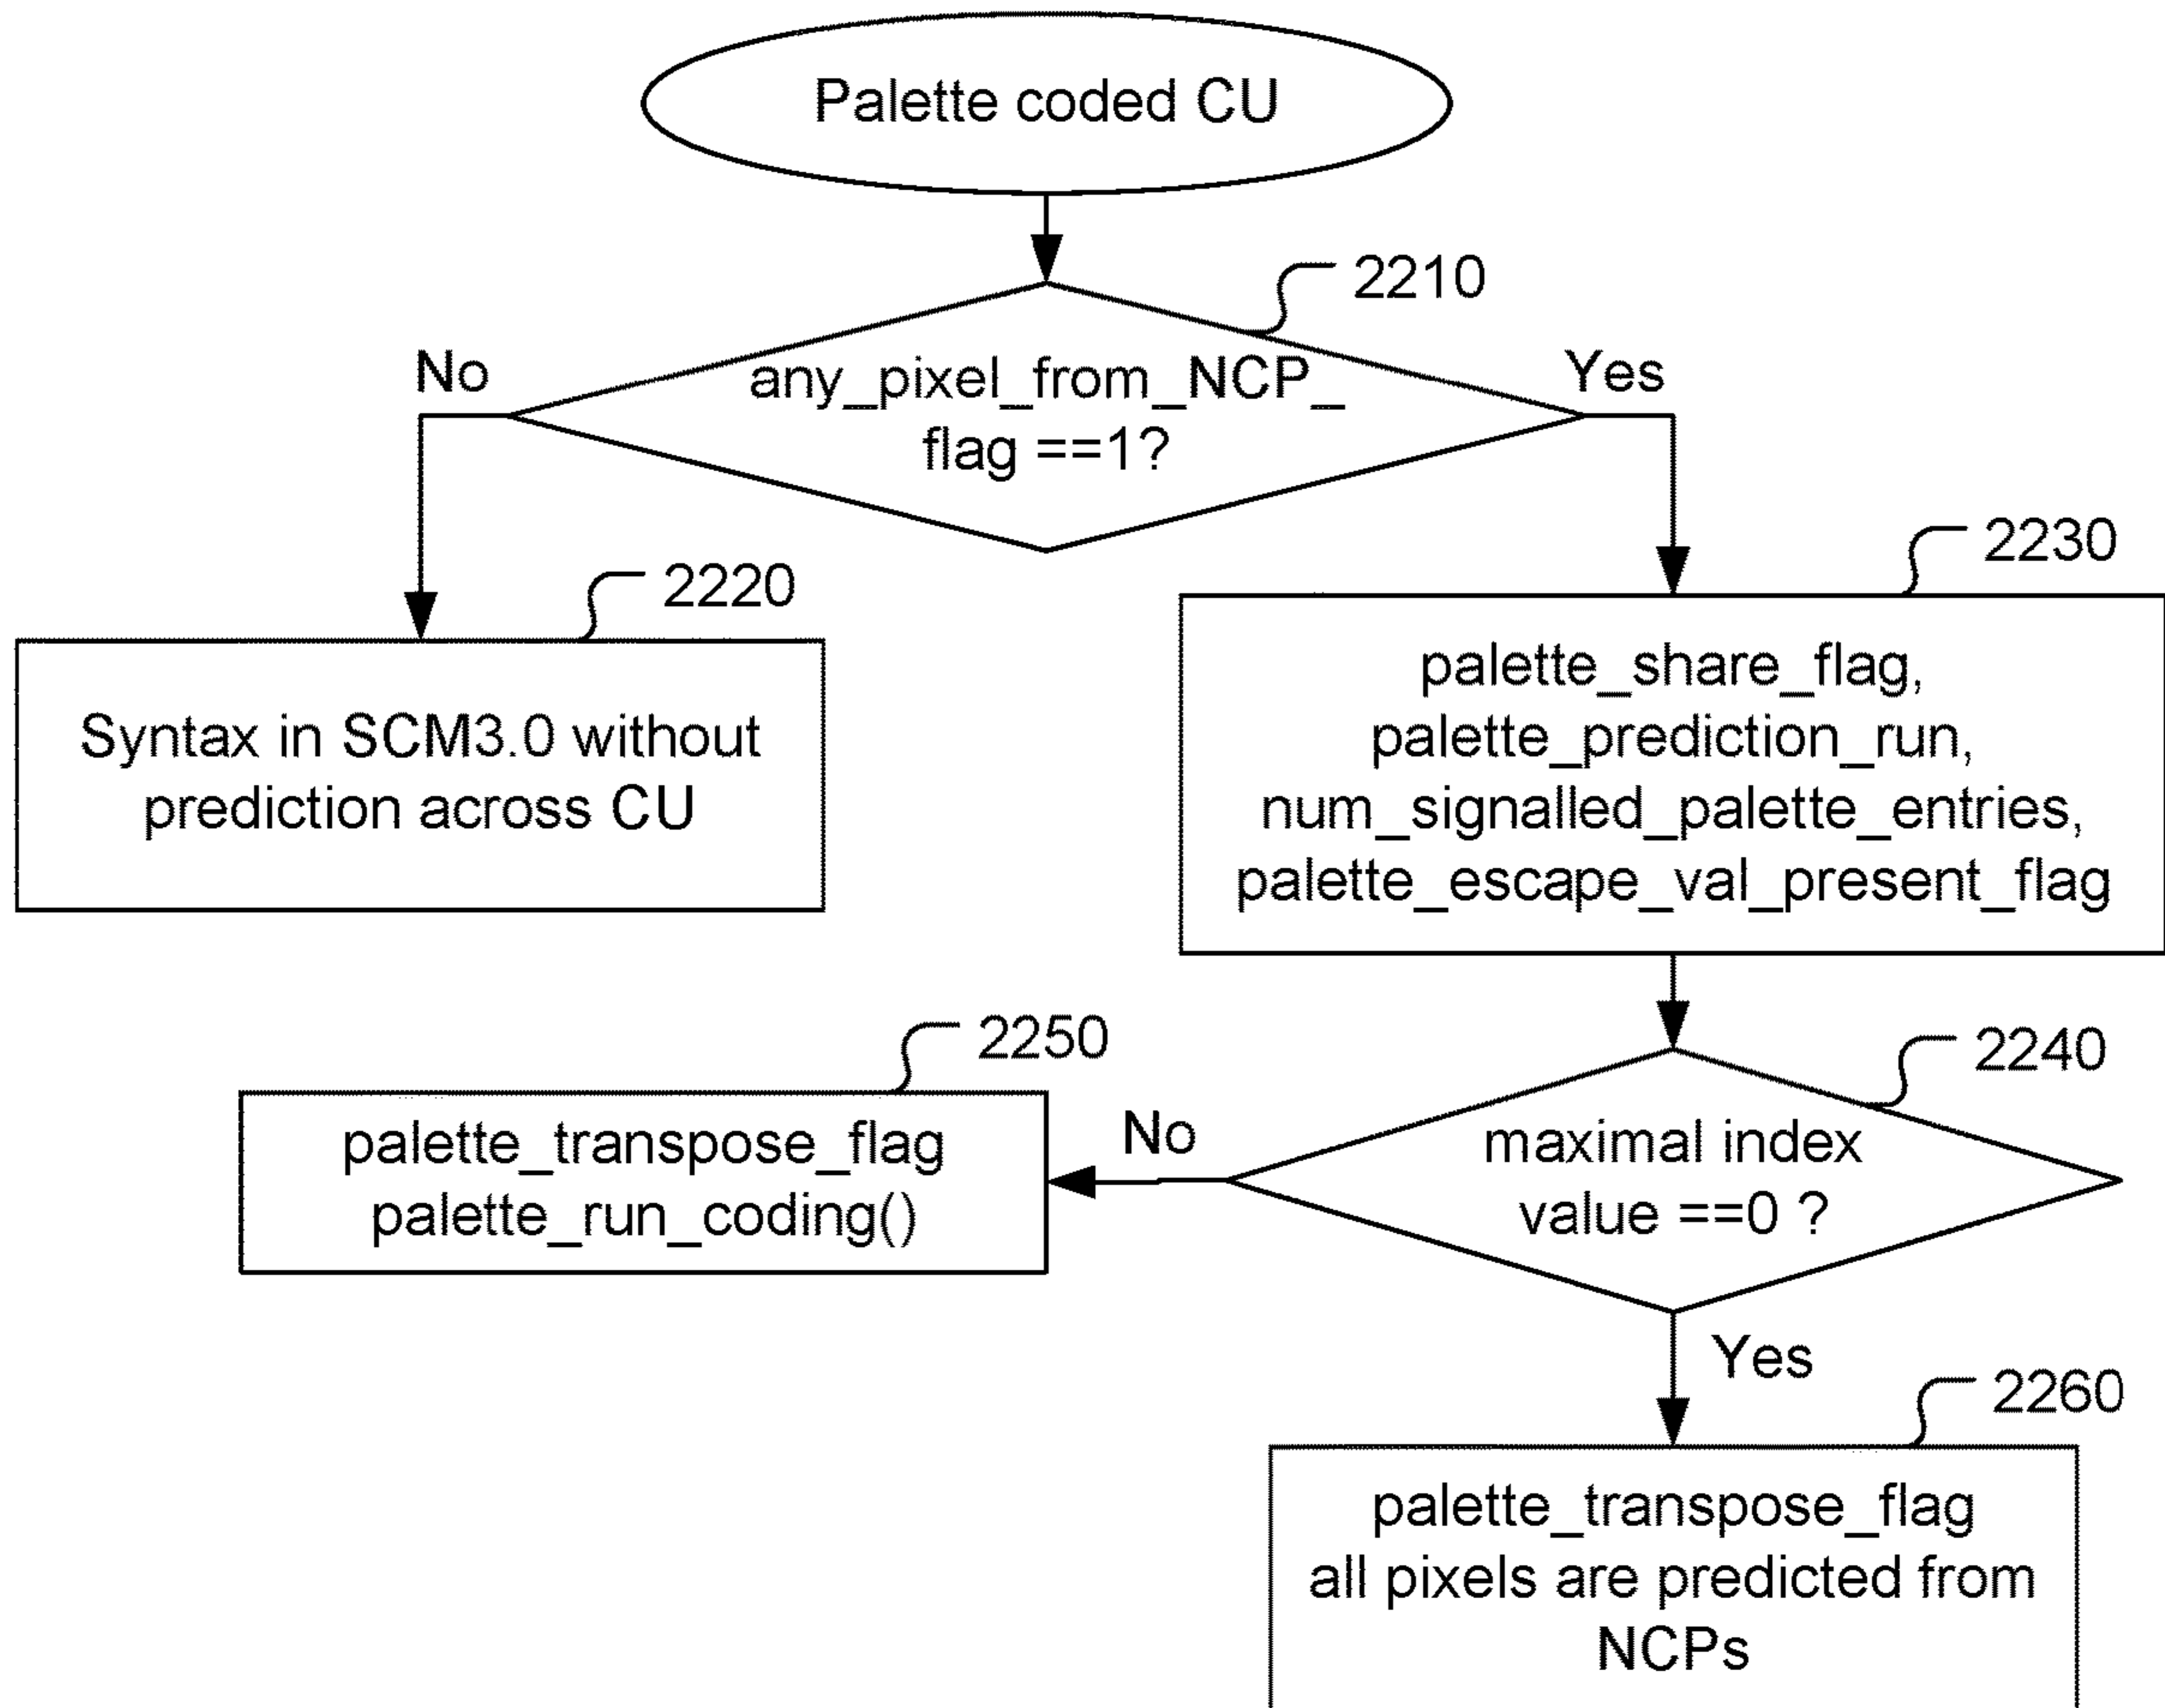 Palette coded CU
2210
No
any_pixel_from_NCP_
flag ==1?
Yes
2220
2230
Syntax in SCM3.0 without
prediction across CU
palette_share_flag,
palette_prediction_run,
num_signalled_palette_entries,
palette_escape_val_present_flag
2250
2240
palette_transpose_flag
palette_run_coding()
No
maximal index
value ==0 ?
Yes
2260
palette_transpose_flag
all pixels are predicted from
NCPs